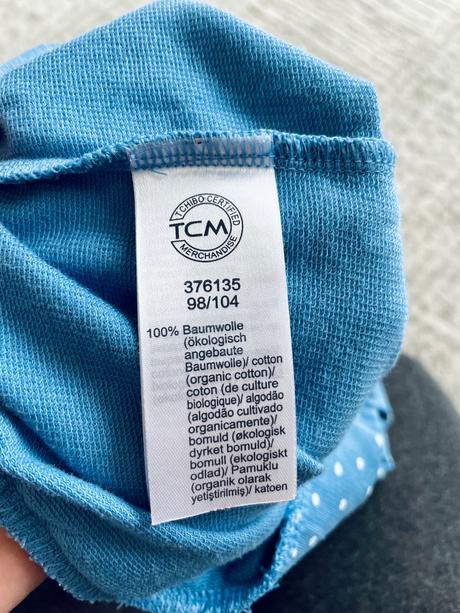 TCHIBO CERTIFIED
TCM
MERCHANDISE
376135
98/104
100% Baumwolle
(ökologisch
angebaute
Baumwolle)/ cotton
(organic cotton)/
coton (de culture
biologique)/ algodão
(algodão cultivado
organicamente)/
bomuld (økologisk
dyrket bomuld)/
bomull (ekologiskt
odlad)/ Pamuklu
(organik olarak
yetiştirilmiş)/ katoen